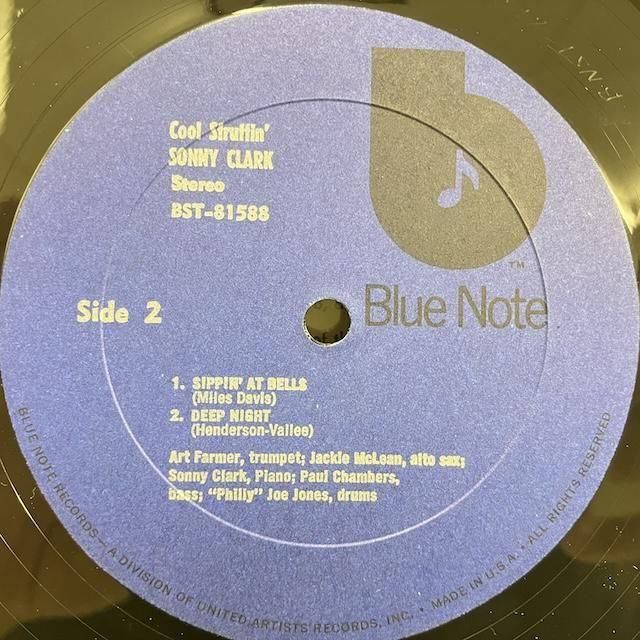 Cool Struttin'
SONNY CLARK
Stereo
BST-81588
TM
Blue Note
Side 2
1. SIPPIN' AT BELLS
(Miles Davis)
2. DEEP NIGHT
(Henderson-Vallee)
Art Farmer, trumpet; Jackie McLean, alto sax;
Sonny Clark, Piano; Paul Chambers,
bass; "Philly" Joe Jones, drums
BLUE NOTE RECORDS — A DIVISION OF UNITED ARTISTS RECORDS, INC. • MADE IN U.S.A. • ALL RIGHTS RESERVED